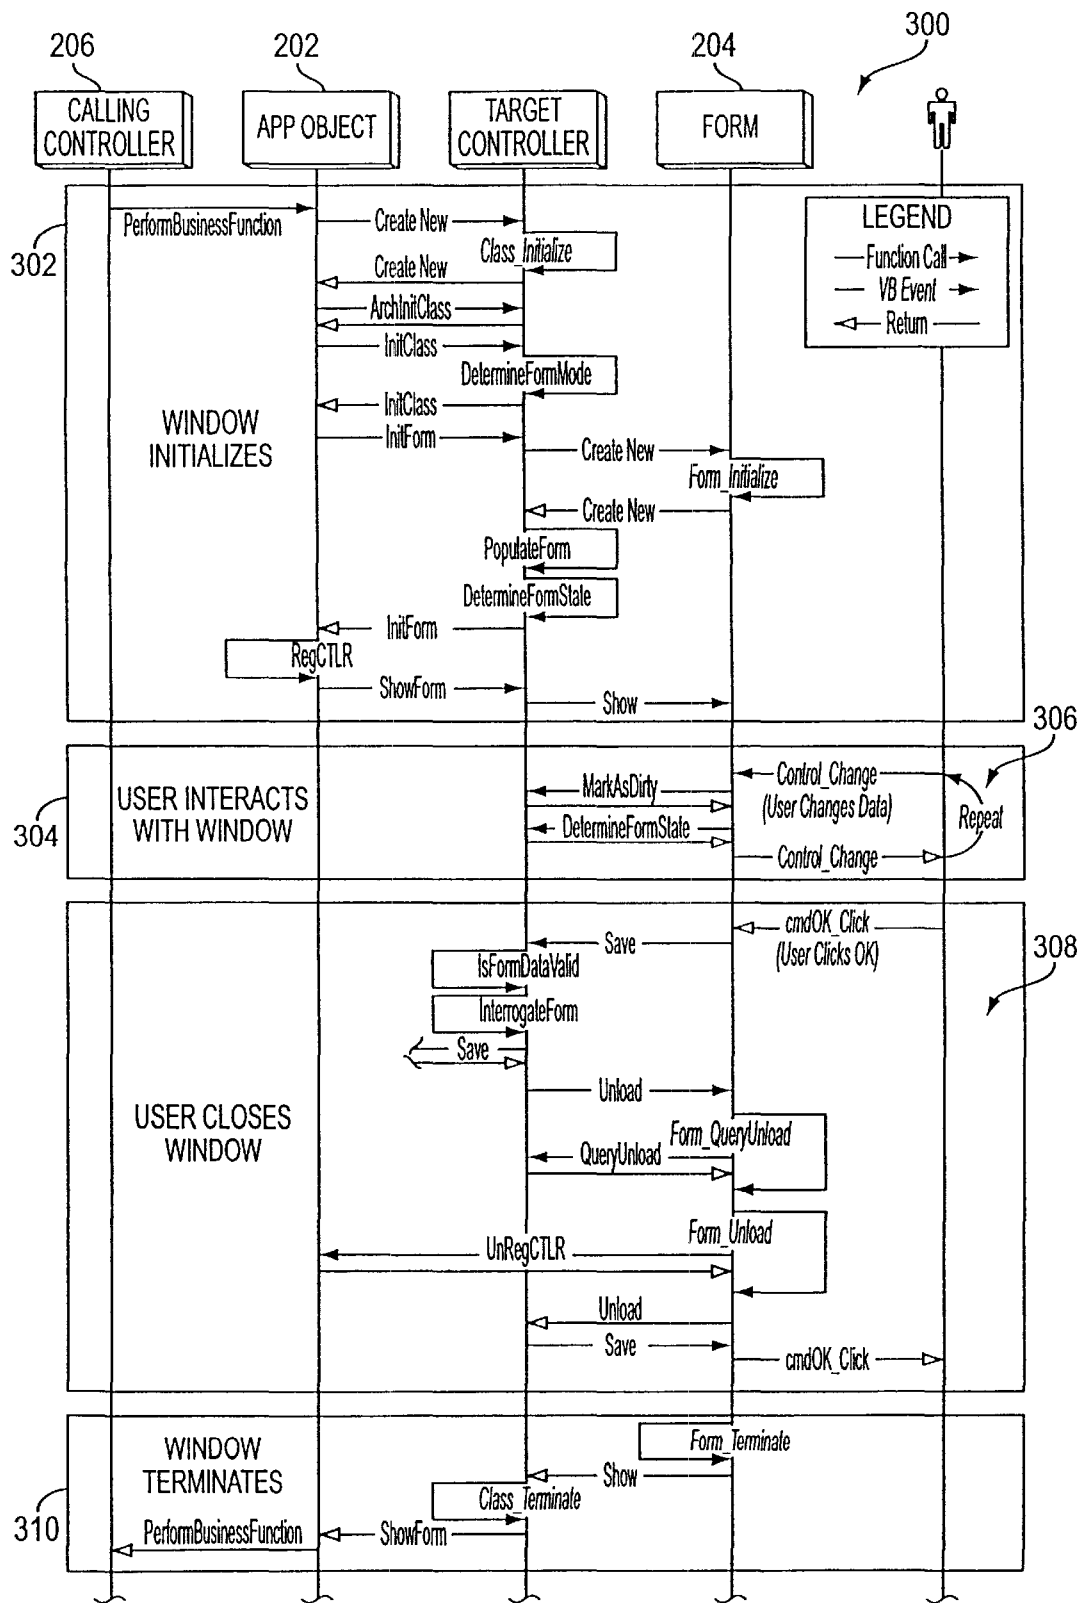 300
206
202
204
CALLING
CONTROLLER
APP OBJECT
TARGET
CONTROLLER
FORM
302
PerformBusinessFunction
Create New
Class_Initialize
Create New
ArchInitClass
InitClass
DetermineFormMode
InitClass
InitForm
Create New
Form_Initialize
Create New
PopulateForm
DetermineFormState
InitForm
RegCTLR
ShowForm
Show
WINDOW
INITIALIZES
LEGEND
Function Call
VB Event
Return
306
304
USER INTERACTS
WITH WINDOW
Control_Change
(User Changes Data)
MarkAsDirty
DetermineFormState
Control_Change
Repeat
308
USER CLOSES
WINDOW
cmdOK_Click
(User Clicks OK)
Save
IsFormDataValid
InterrogateForm
Save
Unload
Form_QueryUnload
QueryUnload
Form_Unload
UnRegCTLR
Unload
Save
cmdOK_Click
310
WINDOW
TERMINATES
Form_Terminate
Show
Class_Terminate
ShowForm
PerformBusinessFunction